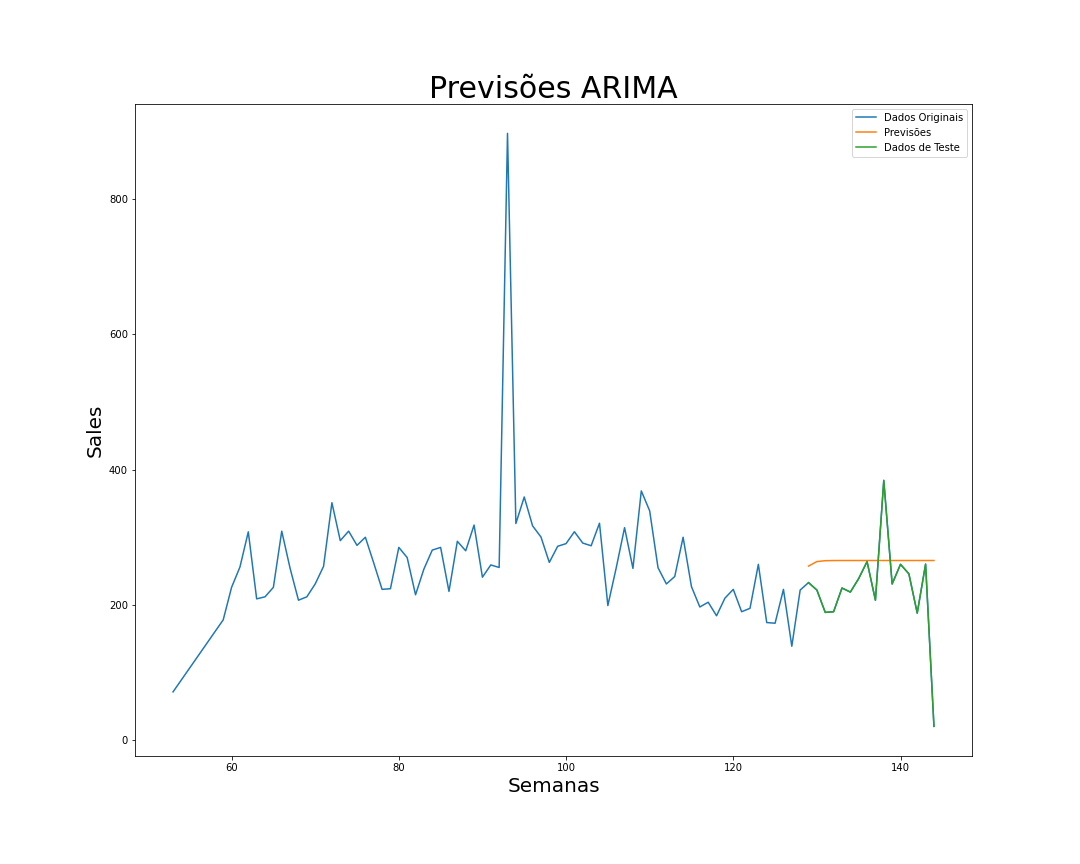 Previsões ARIMA
Dados Originais
Previsões
Dados de Teste
800
600
400
200
0
Sales
60 80 100 120 140
Semanas